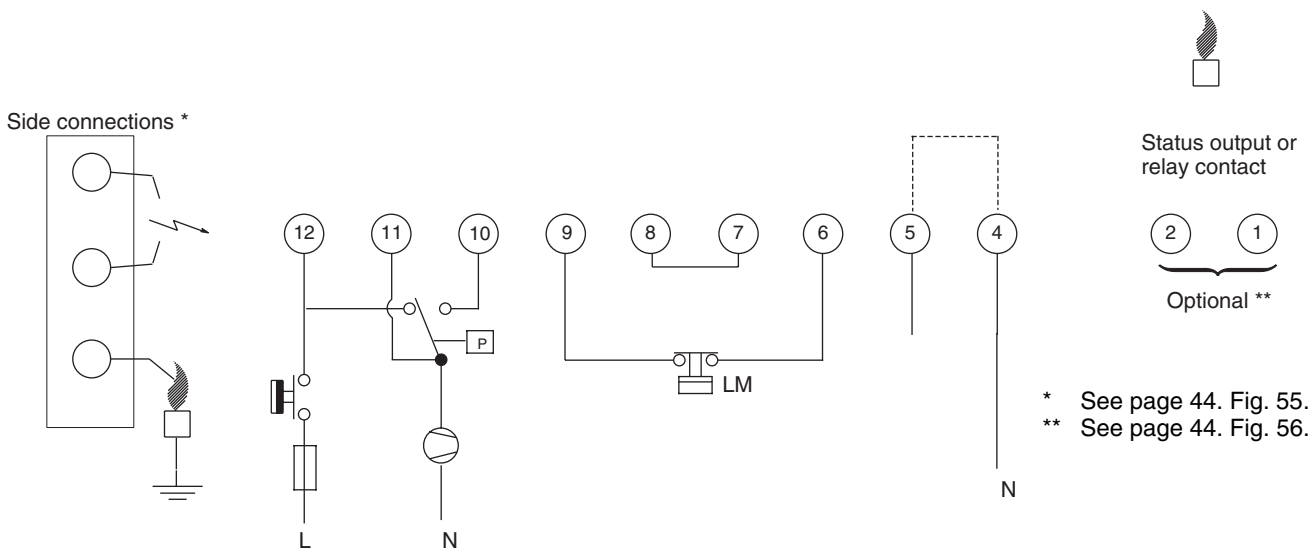 Side connections *
Status output or
relay contact
12 11 10 9 8 7 6 5 4 2 1
Optional **
P
LM
* See page 44. Fig. 55.
** See page 44. Fig. 56.
N
L N